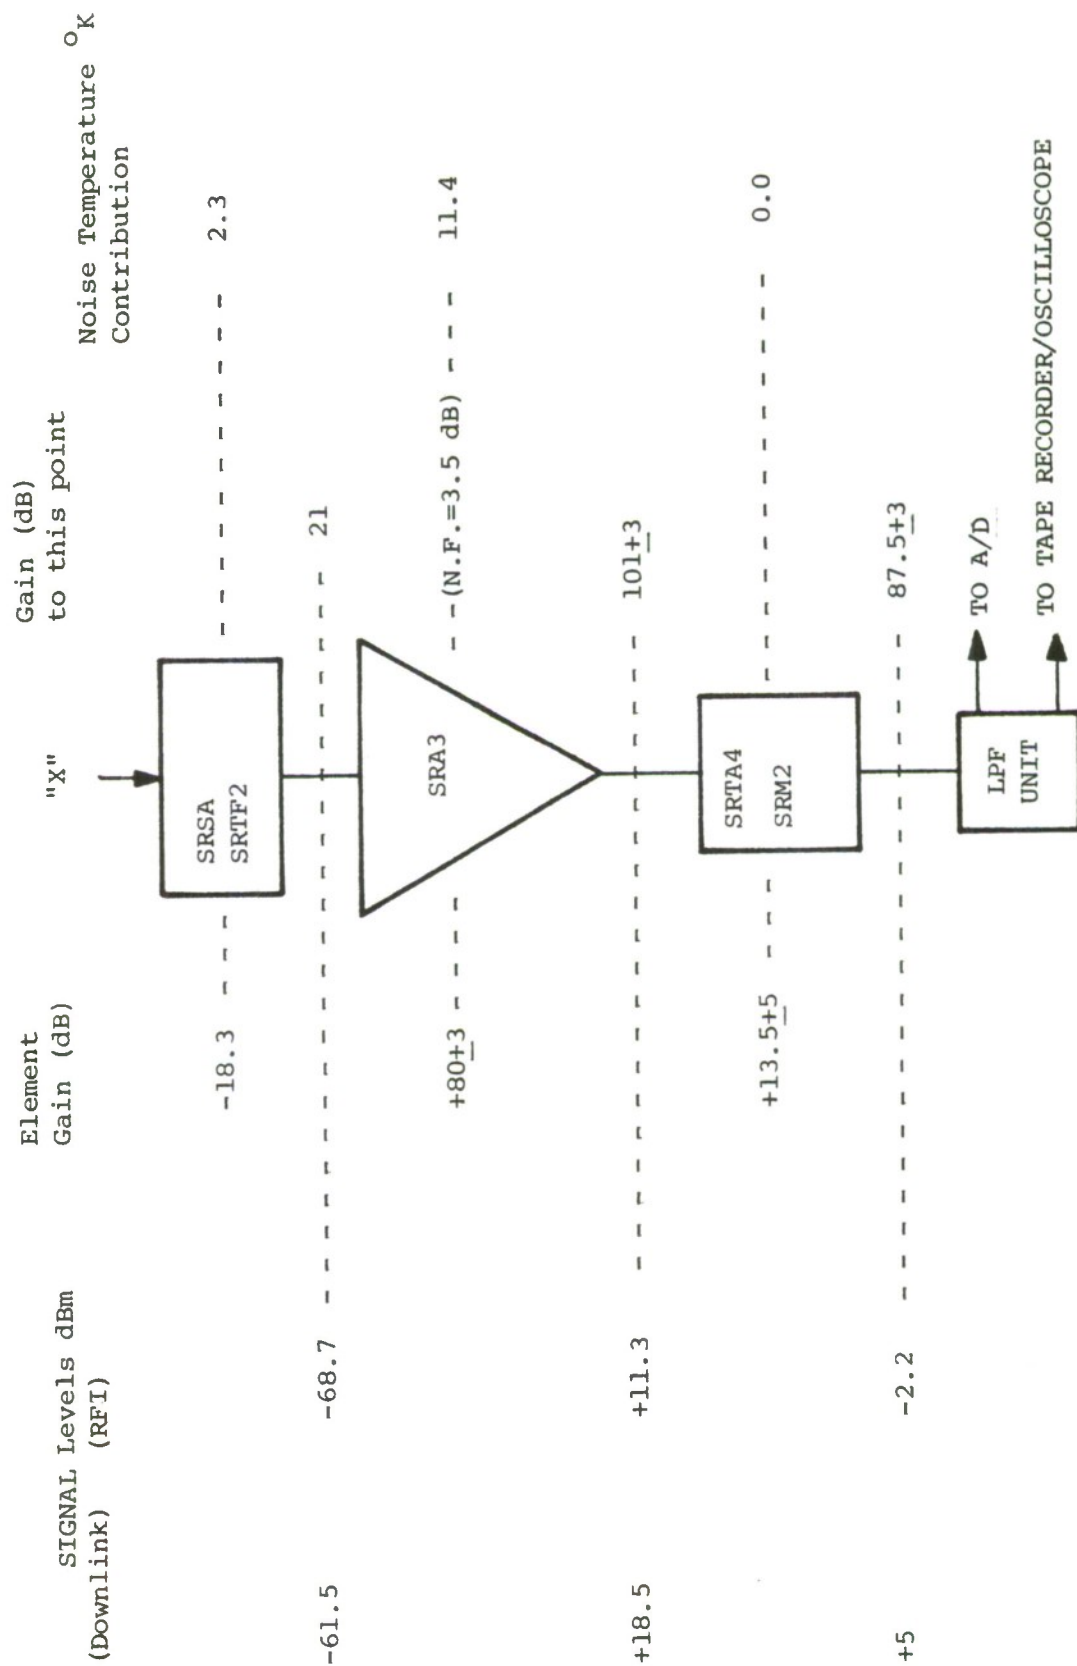 SIGNAL Levels dBm
(Downlink) (RFI)
Element
Gain (dB)
"X"
Gain (dB)
to this point
Noise Temperature °K
Contribution
-18.3
SRSA
SRTF2
2.3
-61.5 -68.7 21
+80±3
SRA3
(N.F.=3.5 dB)
11.4
+18.5 +11.3 101±3
+13.5±5
SRTA4
SRM2
0.0
+5 -2.2 87.5±3
LPF
UNIT
TO A/D
TO TAPE RECORDER/OSCILLOSCOPE